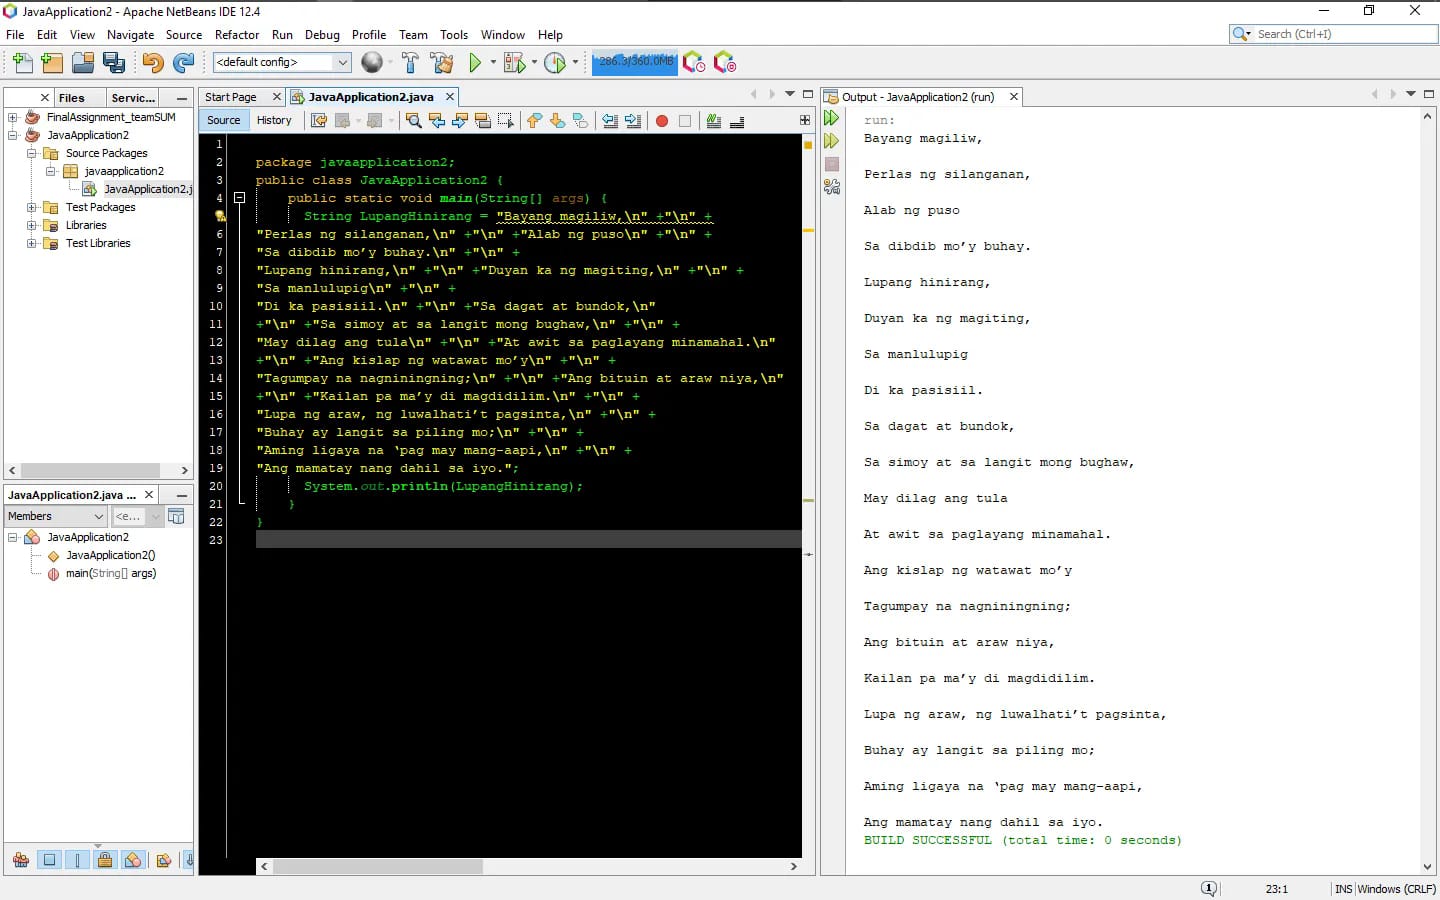 JavaApplication2 - Apache NetBeans IDE 12.4
File Edit View Navigate Source Refactor Run Debug Profile Team Tools Window Help
Search (Ctrl+I)
<default config>
286.3/360.0MB
Files Servic...
FinalAssignment_teamSUM
JavaApplication2
Source Packages
javaapplication2
JavaApplication2.j
Test Packages
Libraries
Test Libraries
JavaApplication2.java ...
Members <e...
JavaApplication2
JavaApplication2()
main(String[] args)
Start Page JavaApplication2.java
Source History
1
2 package javaapplication2;
3 public class JavaApplication2 {
4 public static void main(String[] args) {
String LupangHinirang = "Bayang magiliw,\n" +"\n" +
6 "Perlas ng silanganan,\n" +"\n" +"Alab ng puso\n" +"\n" +
7 "Sa dibdib mo’y buhay.\n" +"\n" +
8 "Lupang hinirang,\n" +"\n" +"Duyan ka ng magiting,\n" +"\n" +
9 "Sa manlulupig\n" +"\n" +
10 "Di ka pasisiil.\n" +"\n" +"Sa dagat at bundok,\n"
11 +"\n" +"Sa simoy at sa langit mong bughaw,\n" +"\n" +
12 "May dilag ang tula\n" +"\n" +"At awit sa paglayang minamahal.\n"
13 +"\n" +"Ang kislap ng watawat mo’y\n" +"\n" +
14 "Tagumpay na nagniningning;\n" +"\n" +"Ang bituin at araw niya,\n"
15 +"\n" +"Kailan pa ma’y di magdidilim.\n" +"\n" +
16 "Lupa ng araw, ng luwalhati’t pagsinta,\n" +"\n" +
17 "Buhay ay langit sa piling mo;\n" +"\n" +
18 "Aming ligaya na ‘pag may mang-aapi,\n" +"\n" +
19 "Ang mamatay nang dahil sa iyo.";
20 System.out.println(LupangHinirang);
21 }
22 }
23
Output - JavaApplication2 (run)
run:
Bayang magiliw,
Perlas ng silanganan,
Alab ng puso
Sa dibdib mo’y buhay.
Lupang hinirang,
Duyan ka ng magiting,
Sa manlulupig
Di ka pasisiil.
Sa dagat at bundok,
Sa simoy at sa langit mong bughaw,
May dilag ang tula
At awit sa paglayang minamahal.
Ang kislap ng watawat mo’y
Tagumpay na nagniningning;
Ang bituin at araw niya,
Kailan pa ma’y di magdidilim.
Lupa ng araw, ng luwalhati’t pagsinta,
Buhay ay langit sa piling mo;
Aming ligaya na ‘pag may mang-aapi,
Ang mamatay nang dahil sa iyo.
BUILD SUCCESSFUL (total time: 0 seconds)
1 23:1 INS Windows (CRLF)